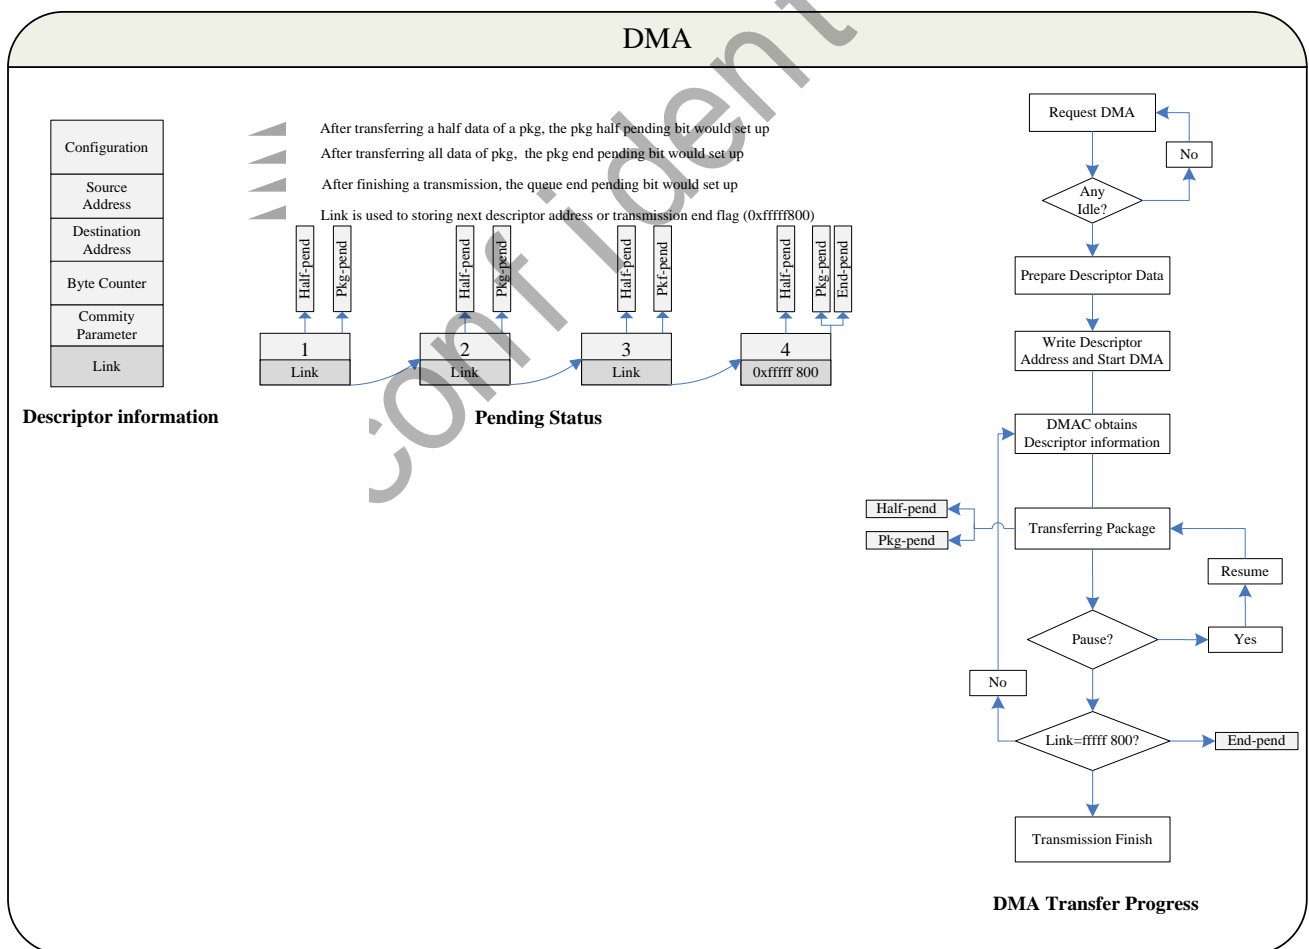 DMA
Configuration
Source
Address
Destination
Address
Byte Counter
Commity
Parameter
Link
Descriptor information
After transferring a half data of a pkg, the pkg half pending bit would set up
After transferring all data of pkg, the pkg end pending bit would set up
After finishing a transmission, the queue end pending bit would set up
Link is used to storing next descriptor address or transmission end flag (0xfffff800)
Half-pend
Pkg-pend
Half-pend
Pkg-pend
Half-pend
Pkf-pend
Half-pend
Pkg-pend
End-pend
1
Link
2
Link
3
Link
4
0xfffff 800
Pending Status
Request DMA
No
Any
Idle?
Prepare Descriptor Data
Write Descriptor
Address and Start DMA
DMAC obtains
Descriptor information
Half-pend
Pkg-pend
Transferring Package
Resume
Pause?
Yes
No
Link=fffff 800?
End-pend
Transmission Finish
DMA Transfer Progress
confident